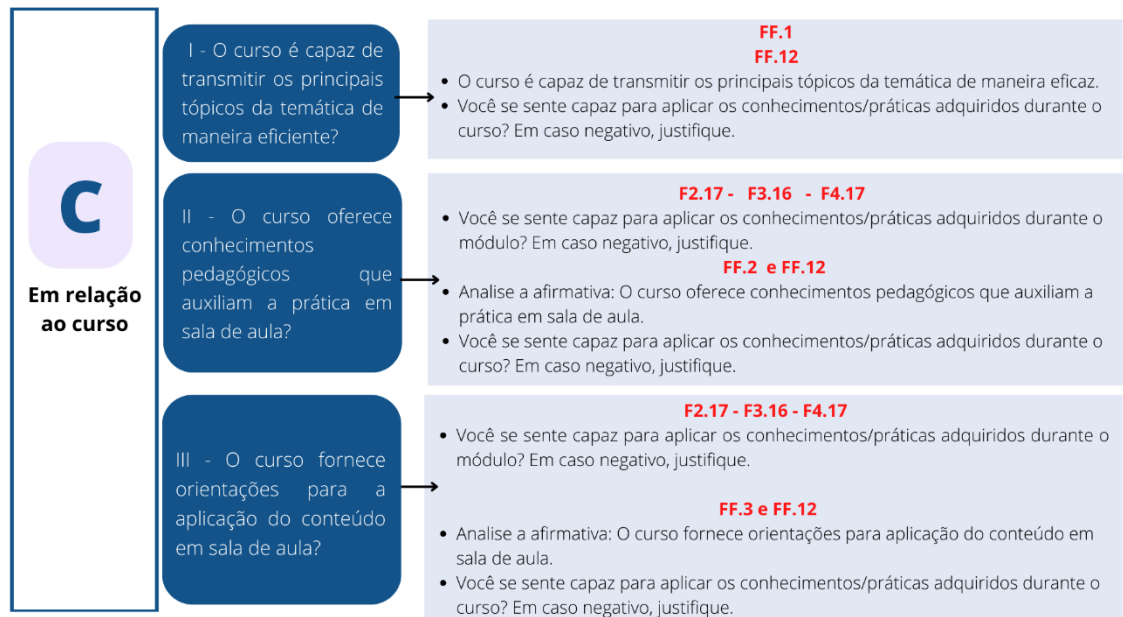 C
Em relação
ao curso
I - O curso é capaz de
transmitir os principais
tópicos da temática de
maneira eficiente?
FF.1
FF.12
• O curso é capaz de transmitir os principais tópicos da temática de maneira eficaz.
• Você se sente capaz para aplicar os conhecimentos/práticas adquiridos durante o
curso? Em caso negativo, justifique.
II - O curso oferece
conhecimentos
pedagógicos que
auxiliam a prática em
sala de aula?
F2.17 - F3.16 - F4.17
• Você se sente capaz para aplicar os conhecimentos/práticas adquiridos durante o
módulo? Em caso negativo, justifique.
FF.2 e FF.12
• Analise a afirmativa: O curso oferece conhecimentos pedagógicos que auxiliam a
prática em sala de aula.
• Você se sente capaz para aplicar os conhecimentos/práticas adquiridos durante o
curso? Em caso negativo, justifique.
III - O curso fornece
orientações para a
aplicação do conteúdo
em sala de aula?
F2.17 - F3.16 - F4.17
• Você se sente capaz para aplicar os conhecimentos/práticas adquiridos durante o
módulo? Em caso negativo, justifique.
FF.3 e FF.12
• Analise a afirmativa: O curso fornece orientações para aplicação do conteúdo em
sala de aula.
• Você se sente capaz para aplicar os conhecimentos/práticas adquiridos durante o
curso? Em caso negativo, justifique.